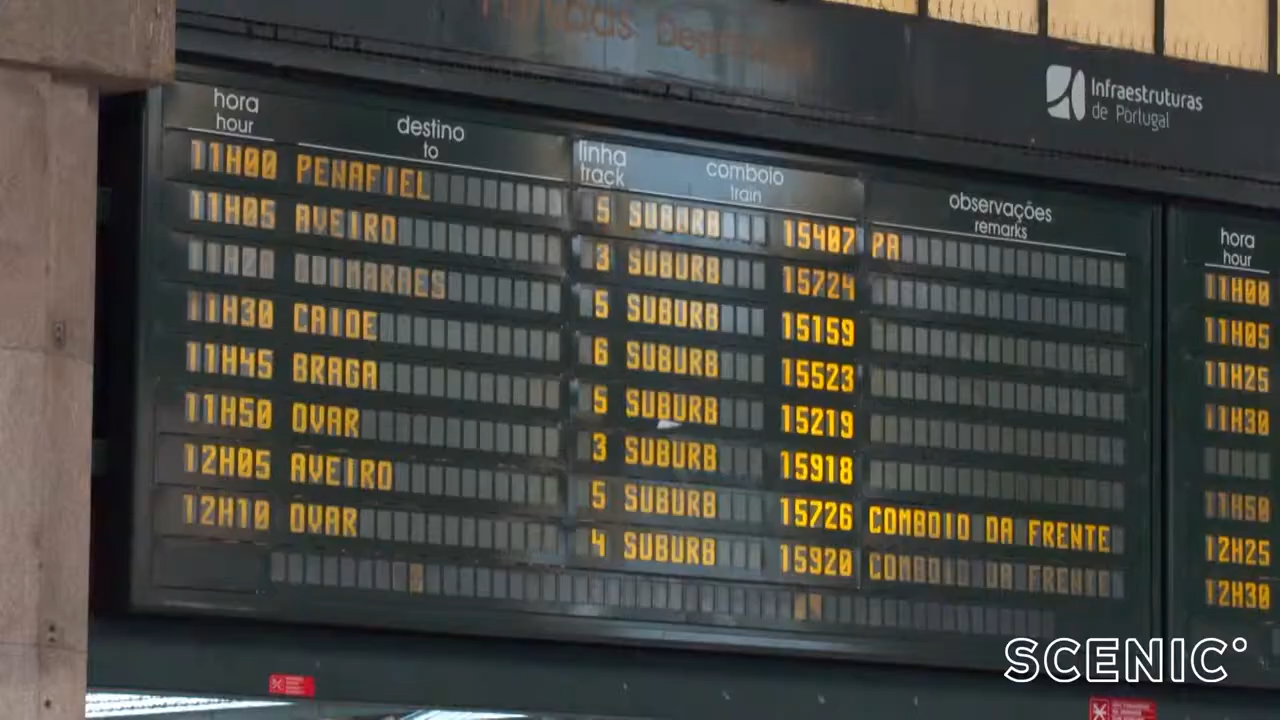 Infraestruturas
de Portugal
hora destino linha comboio observações hora
hour to track train remarks hour
11H00 PENAFIEL 5 SUBURB 15407 PA 11H00
11H05 AVEIRO 3 SUBURB 15724 11H05
11H20 GUIMARAES 5 SUBURB 15159 11H25
11H30 CAIDE 6 SUBURB 15523 11H30
11H45 BRAGA 5 SUBURB 15219
11H50 OVAR 3 SUBURB 15918 11H50
12H05 AVEIRO 5 SUBURB 15726 COMBOIO DA FRENTE 12H25
12H10 OVAR 4 SUBURB 15920 COMBOIO DA FRENTE 12H30
SCENIC°